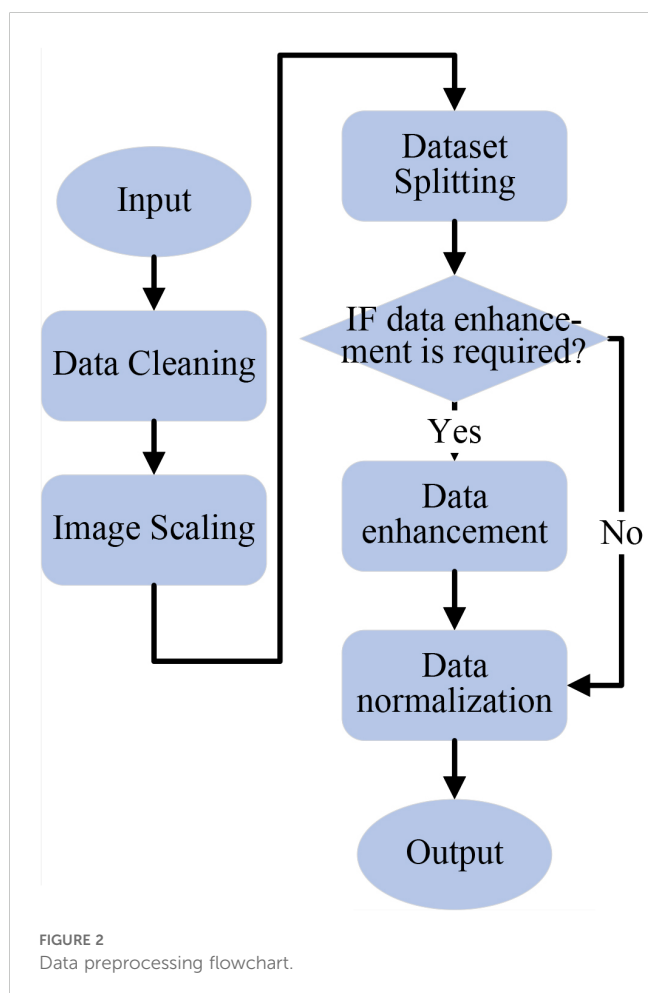 Input
Data Cleaning
Image Scaling
Dataset
Splitting
IF data enhance-
ment is required?
Yes
Data
enhancement
No
Data
normalization
Output
FIGURE 2
Data preprocessing flowchart.